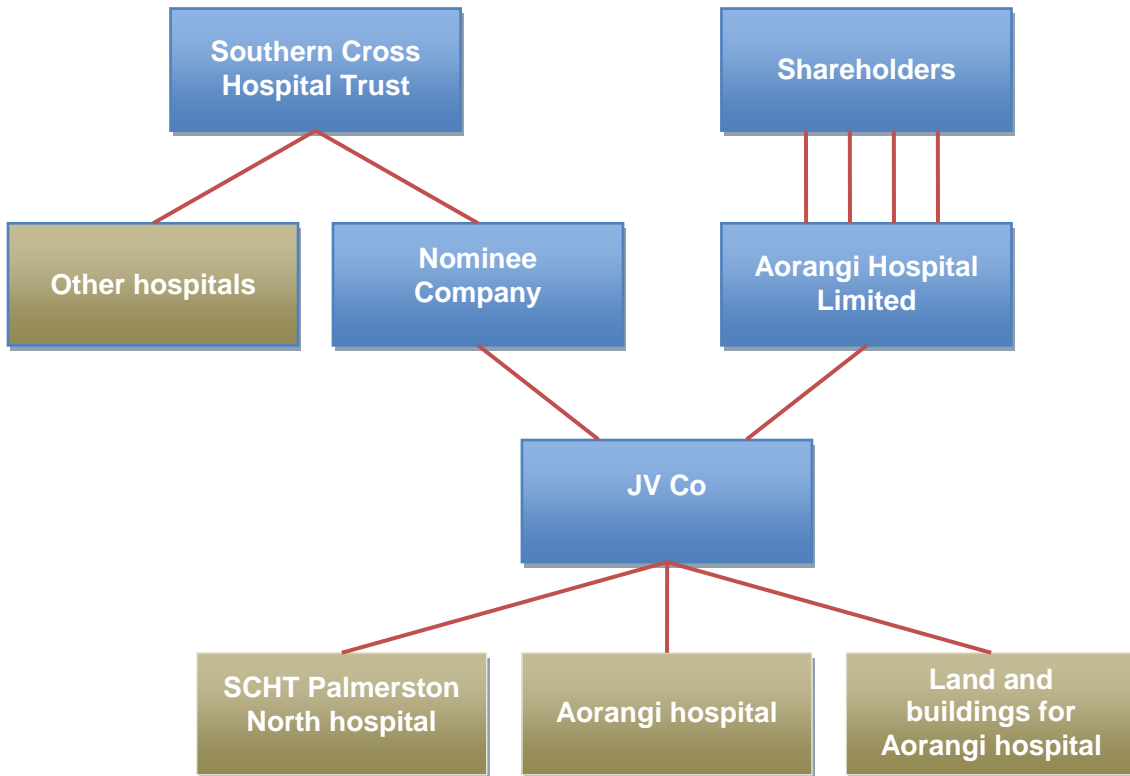 Southern Cross
Hospital Trust
Shareholders
Other hospitals
Nominee
Company
Aorangi Hospital
Limited
JV Co
SCHT Palmerston
North hospital
Aorangi hospital
Land and
buildings for
Aorangi hospital